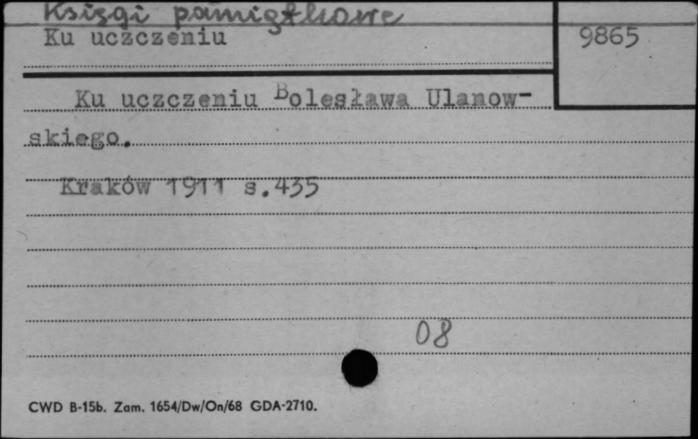 Księgi pamiątkowe
Ku uczczeniu
9865
Ku uczczeniu Bolesława Ulanow-
skiego.
Kraków 1911 s.435
08
CWD B-15b. Zam. 1654/Dw/On/68 GDA-2710.